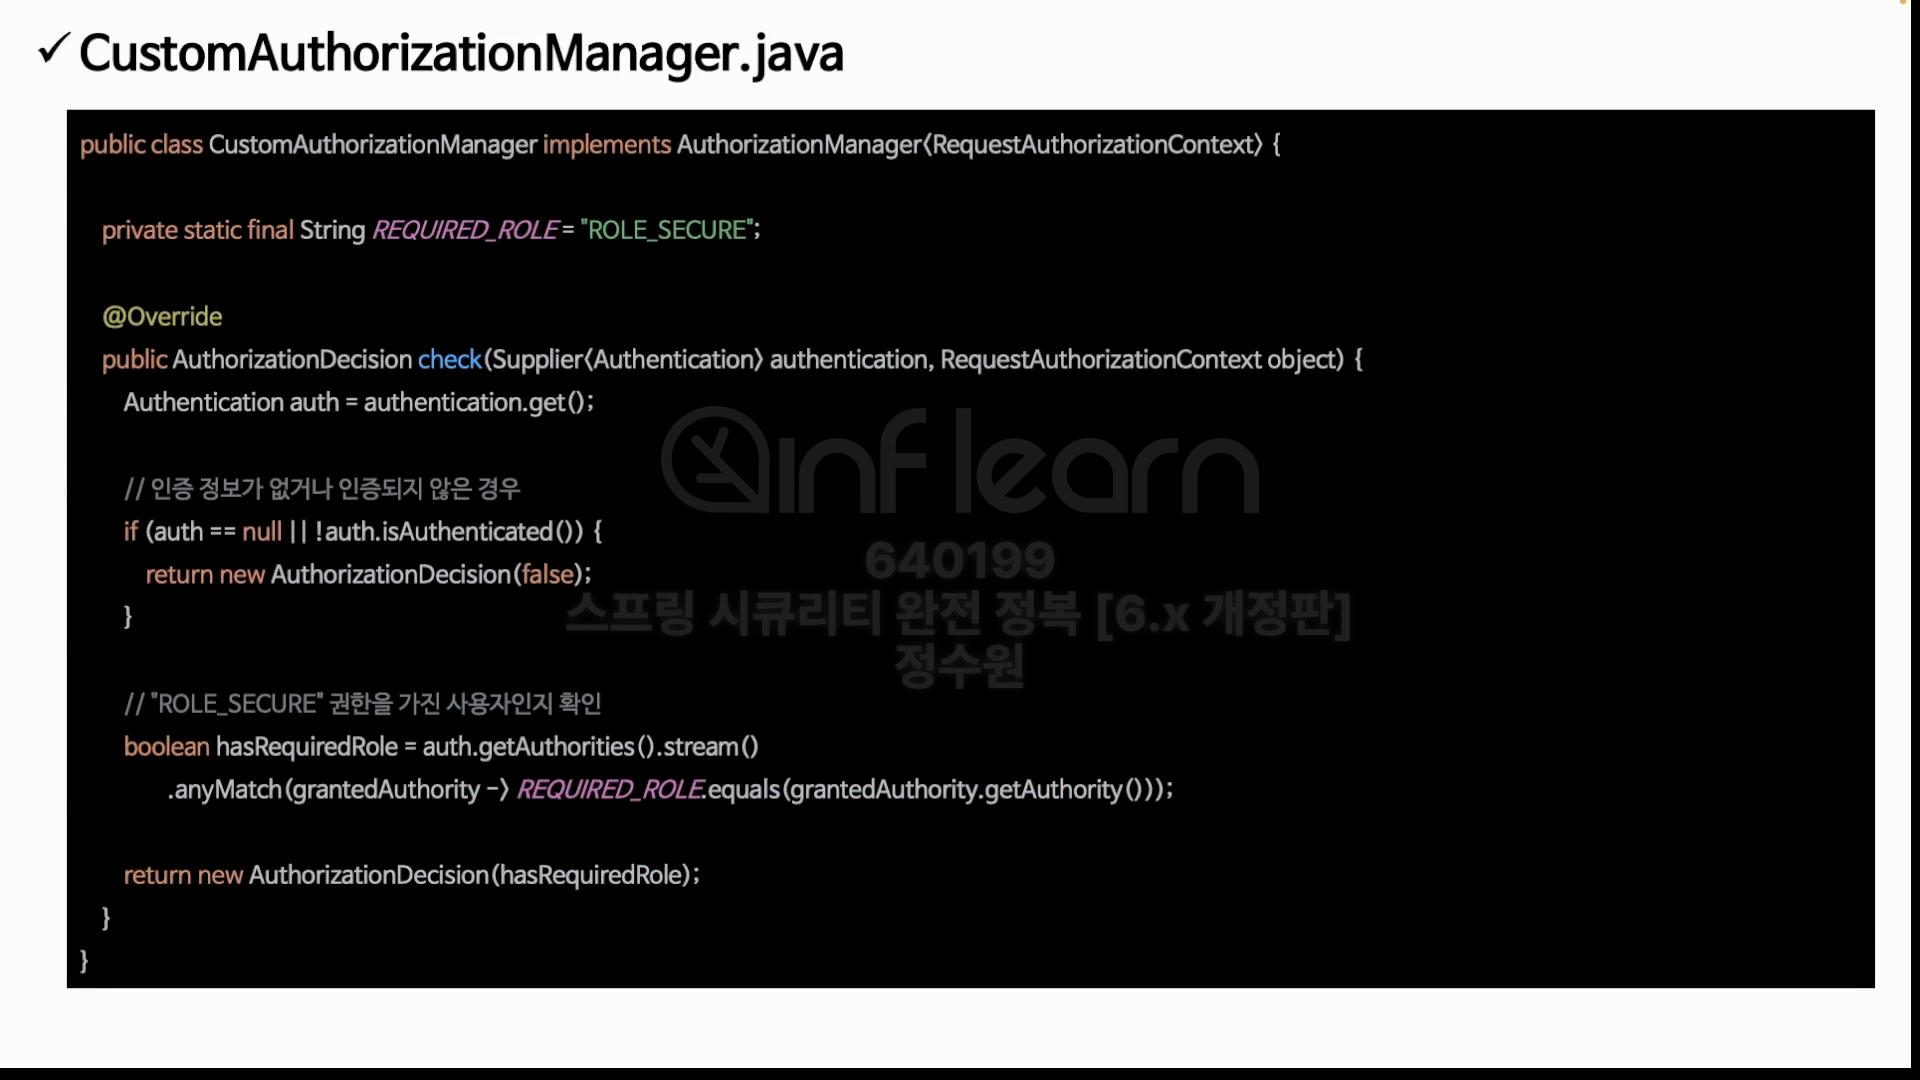 ✓ CustomAuthorizationManager.java
public class CustomAuthorizationManager implements AuthorizationManager<RequestAuthorizationContext> {
private static final String REQUIRED_ROLE = "ROLE_SECURE";
@Override
public AuthorizationDecision check(Supplier<Authentication> authentication, RequestAuthorizationContext object) {
Authentication auth = authentication.get();
// 인증 정보가 없거나 인증되지 않은 경우
if (auth == null || !auth.isAuthenticated()) {
return new AuthorizationDecision(false);
}
// "ROLE_SECURE" 권한을 가진 사용자인지 확인
boolean hasRequiredRole = auth.getAuthorities().stream()
.anyMatch(grantedAuthority -> REQUIRED_ROLE.equals(grantedAuthority.getAuthority()));
return new AuthorizationDecision(hasRequiredRole);
}
}
inflearn
640199
스프링 시큐리티 완전 정복 [6.x 개정판]
정수원